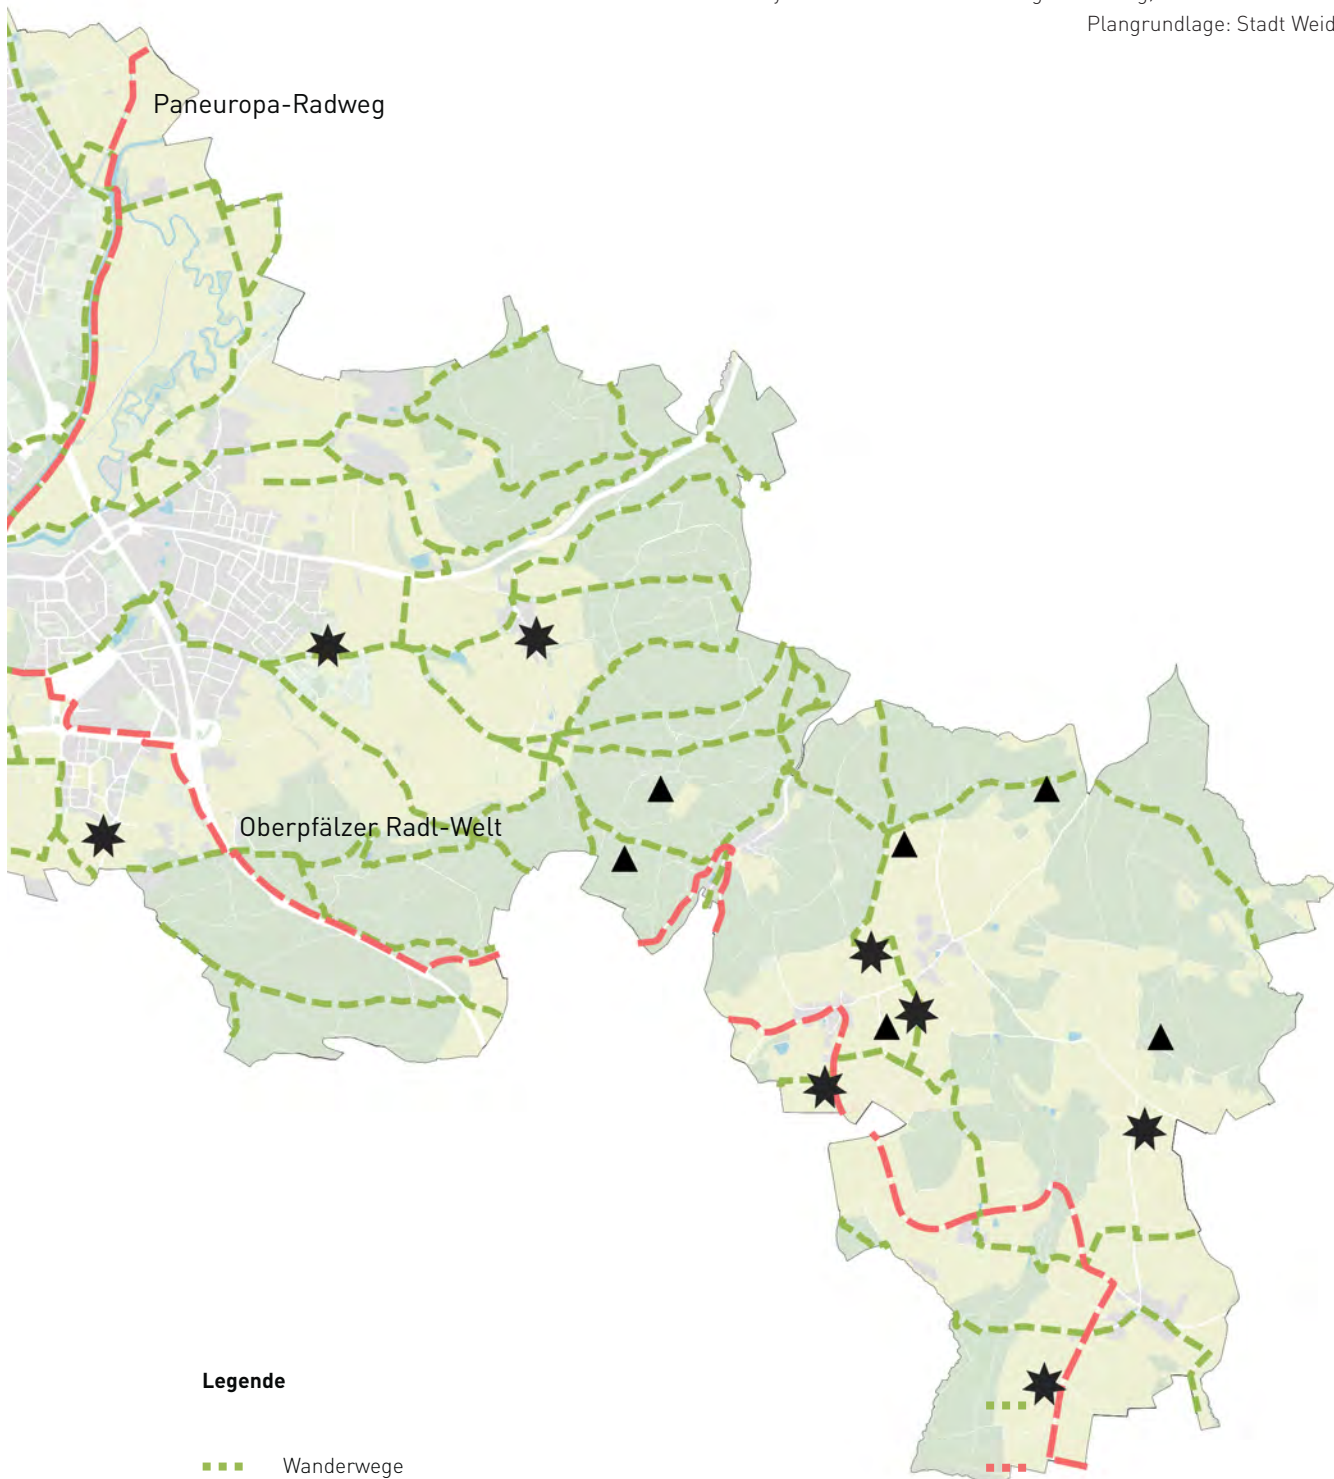 Plangrundlage: Stadt Weid
Paneuropa-Radweg
Oberpfälzer Radl-Welt
Legende
Wanderwege